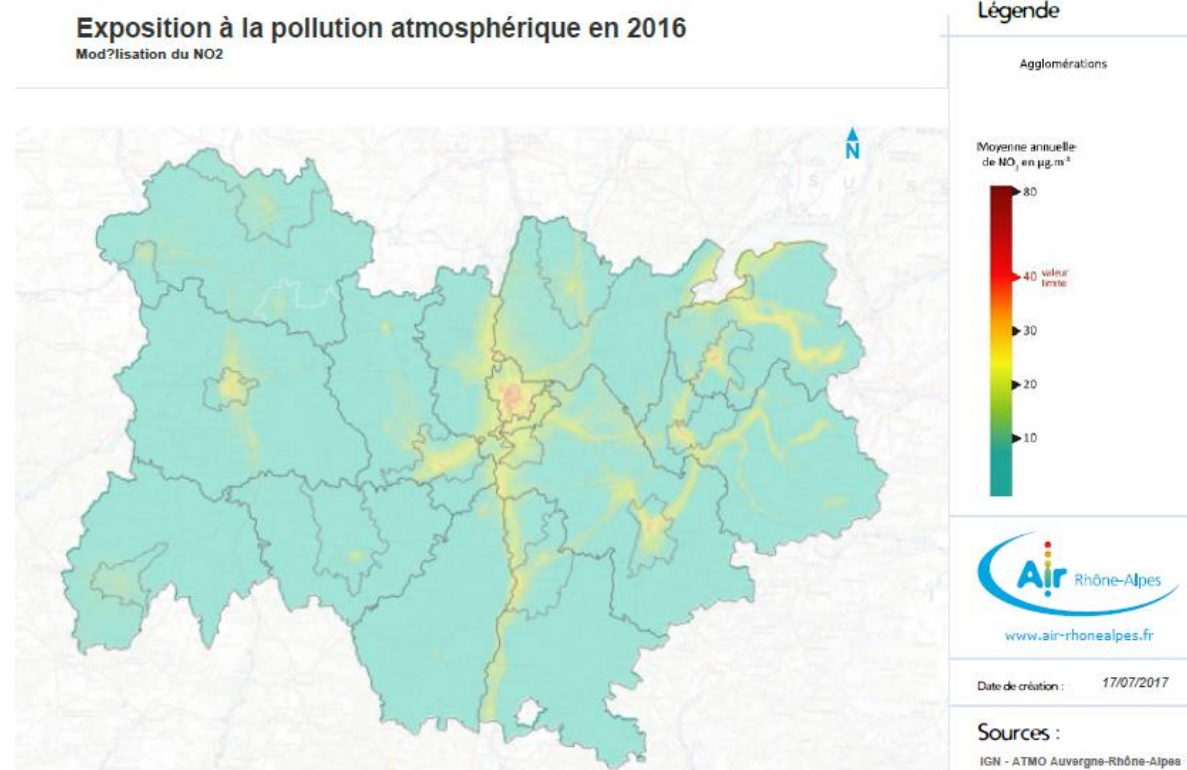 Exposition à la pollution atmosphérique en 2016
Mod?lisation du NO2
N
S U I S S
Légende
Agglomérations
Moyenne annuelle
de NO2 en µg.m-3
80
40 valeur
limite
30
20
10
Air Rhône-Alpes
www.air-rhonealpes.fr
Date de création : 17/07/2017
Sources :
IGN - ATMO Auvergne-Rhône-Alpes